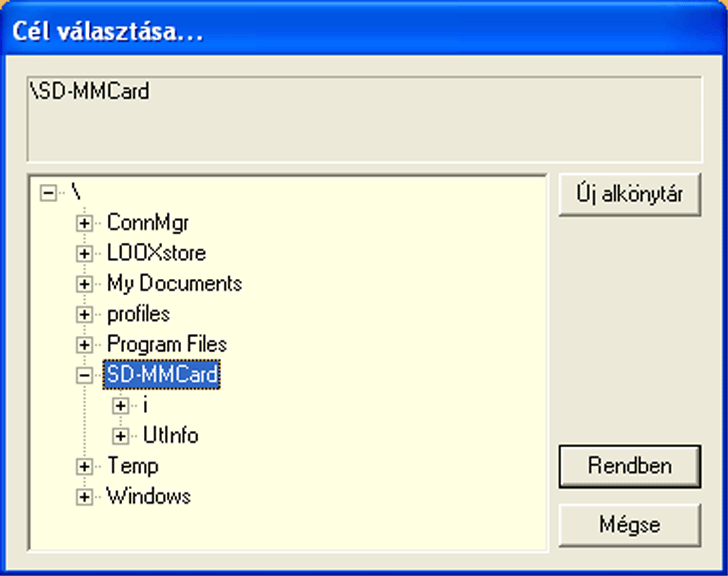 Cél választása...
\SD-MMCard
\
Új alkönytár
ConnMgr
LOOXstore
My Documents
profiles
Program Files
SD-MMCard
i
UtInfo
Temp
Rendben
Windows
Mégse